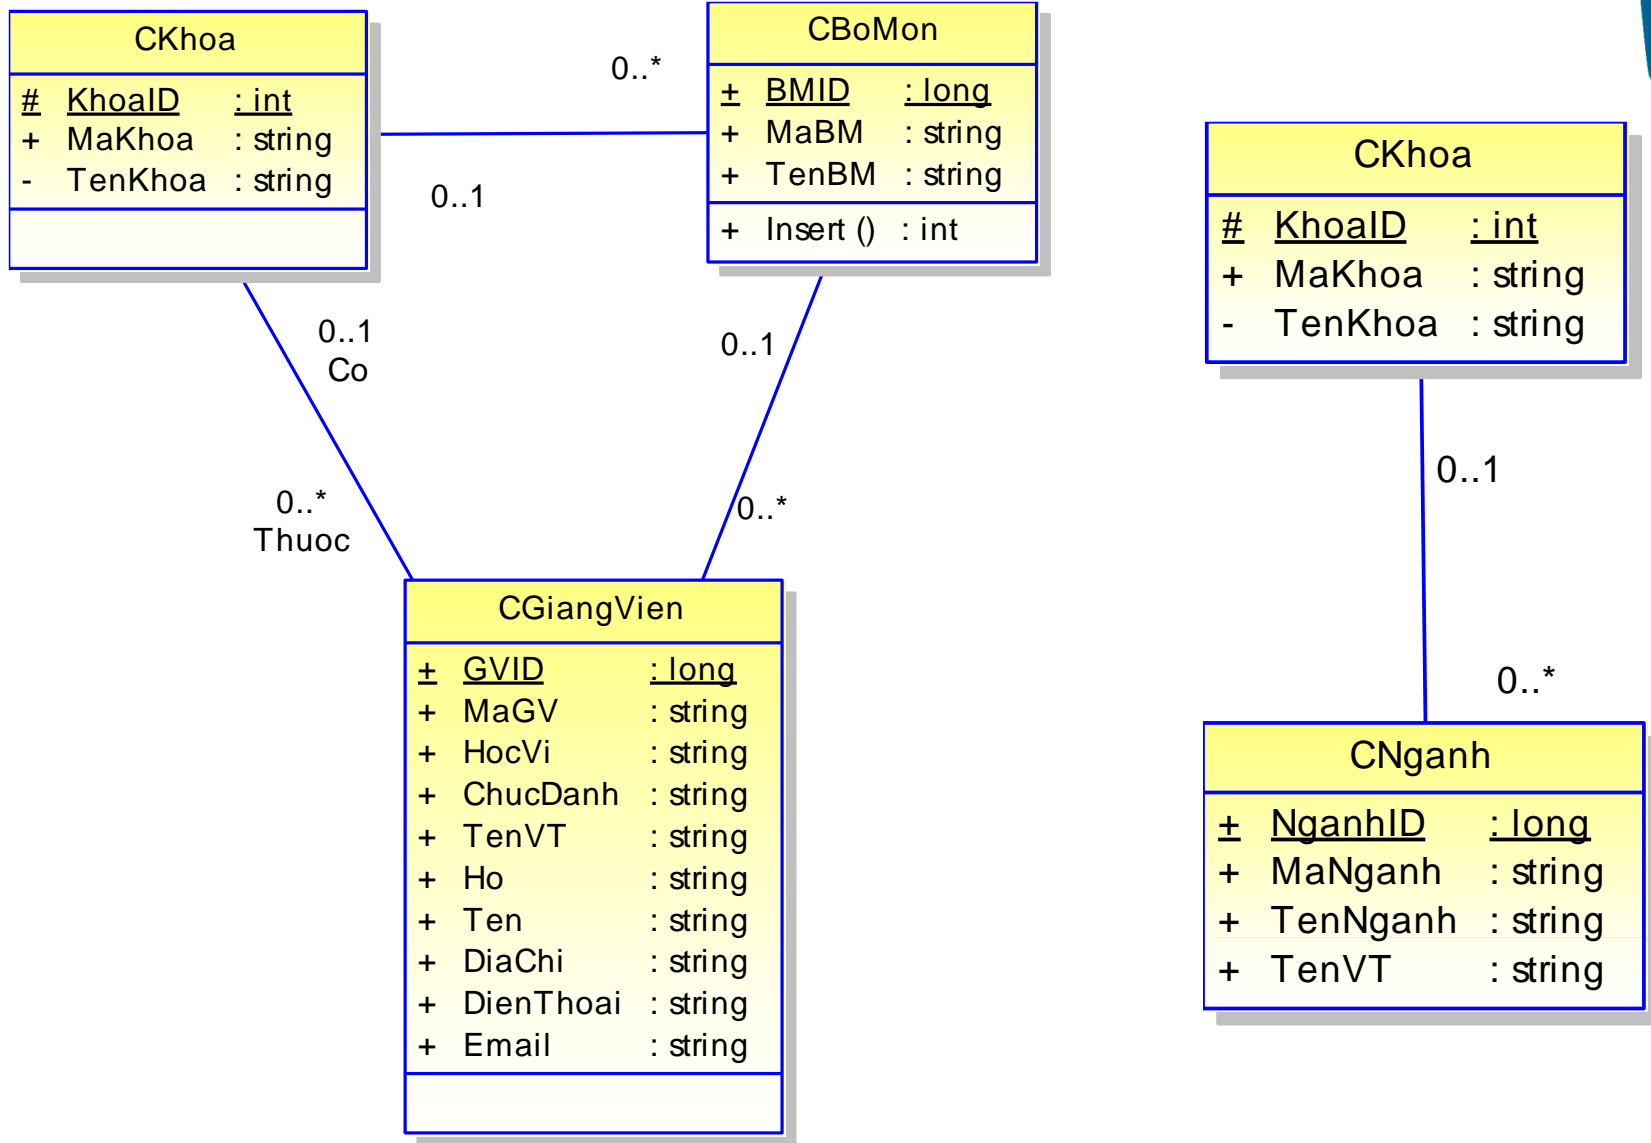 CKhoa
# KhoaID : int
+ MaKhoa : string
- TenKhoa : string
0..*
0..1
CBoMon
+ BMID : long
+ MaBM : string
+ TenBM : string
+ Insert () : int
0..1
Co
0..*
Thuoc
0..1
0..*
CGiangVien
+ GVID : long
+ MaGV : string
+ HocVi : string
+ ChucDanh : string
+ TenVT : string
+ Ho : string
+ Ten : string
+ DiaChi : string
+ DienThoai : string
+ Email : string
CKhoa
# KhoaID : int
+ MaKhoa : string
- TenKhoa : string
0..1
0..*
CNganh
+ NganhID : long
+ MaNganh : string
+ TenNganh : string
+ TenVT : string